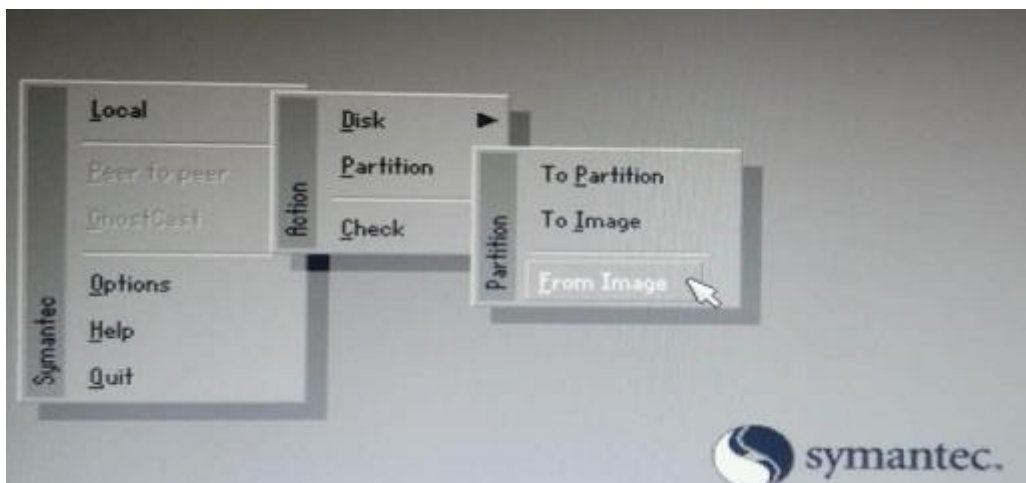 Local
Peer to peer
GhostCast
Options
Help
Quit
Symantec
Disk
Partition
Check
Action
To Partition
To Image
From Image
Partition
symantec.